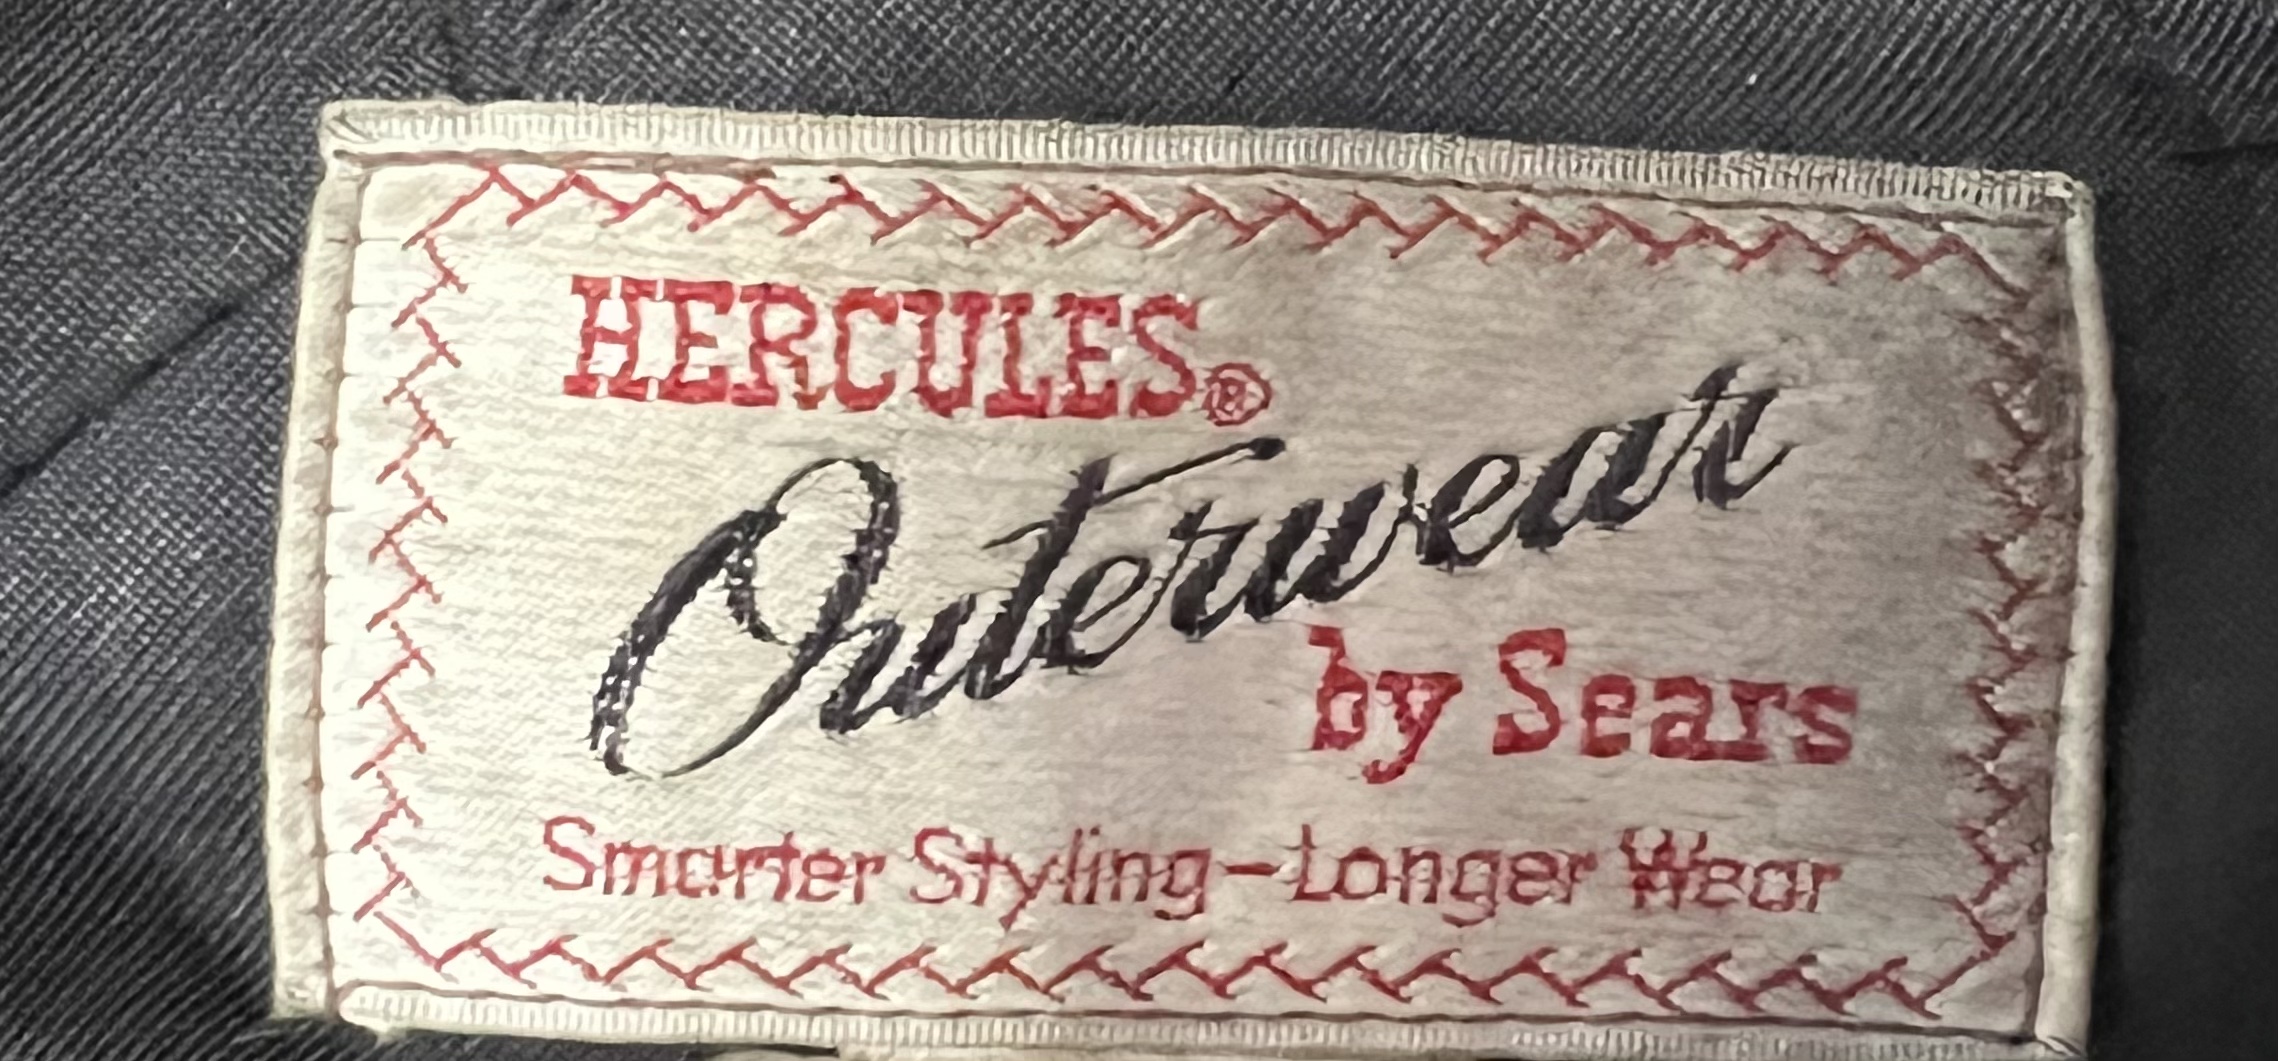 HERCULES®
Outerwear
by Sears
Smarter Styling-Longer Wear